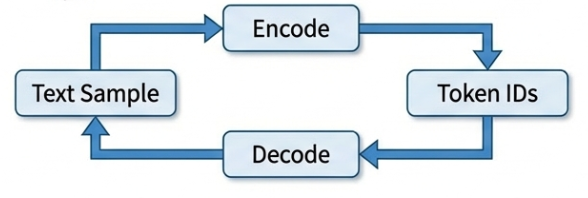 Encode
Text Sample
Token IDs
Decode